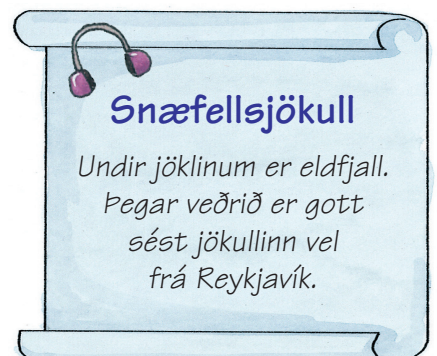 Snæfellsjökull
Undir jöklinum er eldfjall.
Þegar veðrið er gott
sést jökullinn vel
frá Reykjavík.